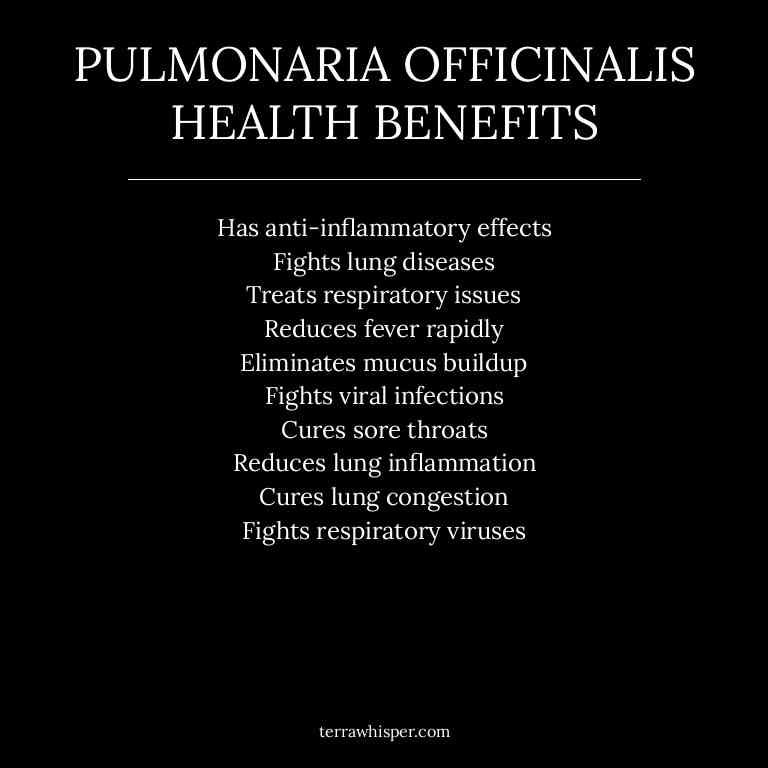 PULMONARIA OFFICINALIS
HEALTH BENEFITS
Has anti-inflammatory effects
Fights lung diseases
Treats respiratory issues
Reduces fever rapidly
Eliminates mucus buildup
Fights viral infections
Cures sore throats
Reduces lung inflammation
Cures lung congestion
Fights respiratory viruses
terrawhisper.com